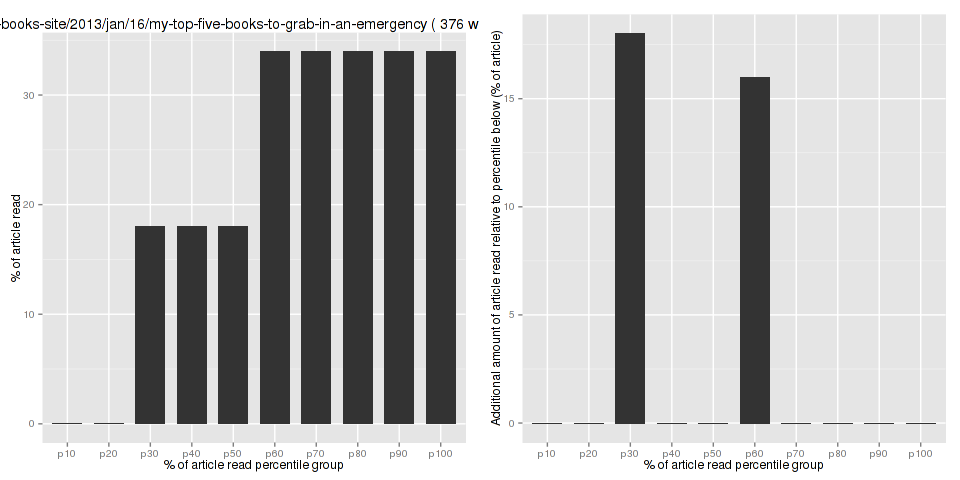 -books-site/2013/jan/16/my-top-five-books-to-grab-in-an-emergency ( 376 w
% of article read
30
20
10
0
p10 p20 p30 p40 p50 p60 p70 p80 p90 p100
% of article read percentile group
Additional amount of article read relative to percentile below (% of article)
15
10
5
0
p10 p20 p30 p40 p50 p60 p70 p80 p90 p100
% of article read percentile group